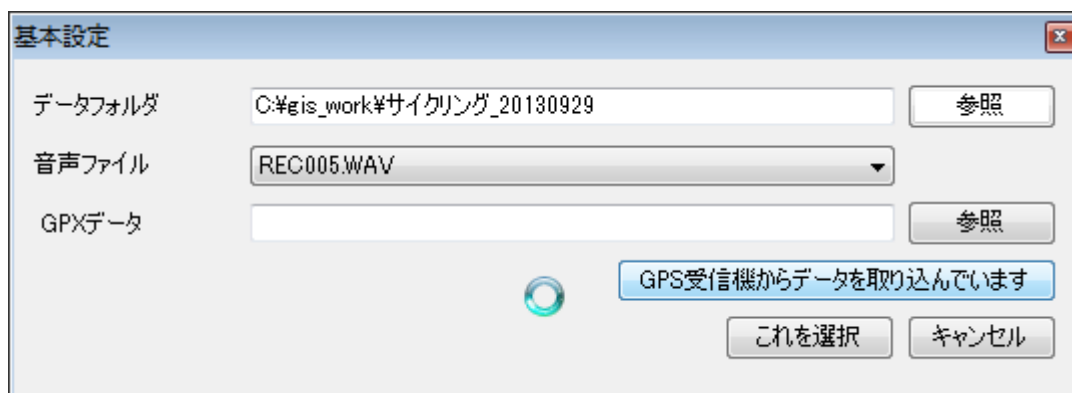 基本設定
データフォルダ C:¥gis_work¥サイクリング_20130929 参照
音声ファイル REC005.WAV
GPXデータ 参照
GPS受信機からデータを取り込んでいます
これを選択 キャンセル